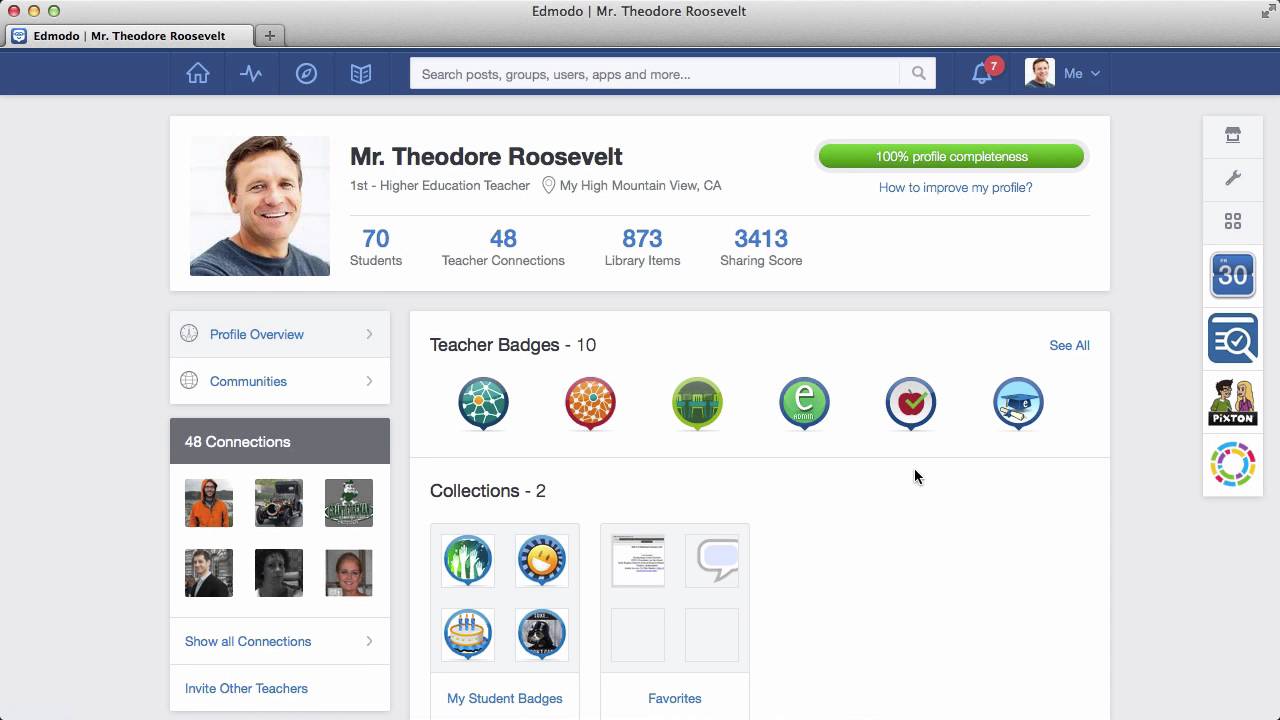 Edmodo | Mr. Theodore Roosevelt
Edmodo | Mr. Theodore Roosevelt
Search posts, groups, users, apps and more...
7
Me
Mr. Theodore Roosevelt
100% profile completeness
1st - Higher Education Teacher
My High Mountain View, CA
How to improve my profile?
70
Students
48
Teacher Connections
873
Library Items
3413
Sharing Score
30
PIXTON
Profile Overview
Communities
48 Connections
Show all Connections
Invite Other Teachers
Teacher Badges - 10
See All
e
ADMIN
Collections - 2
My Student Badges
Favorites